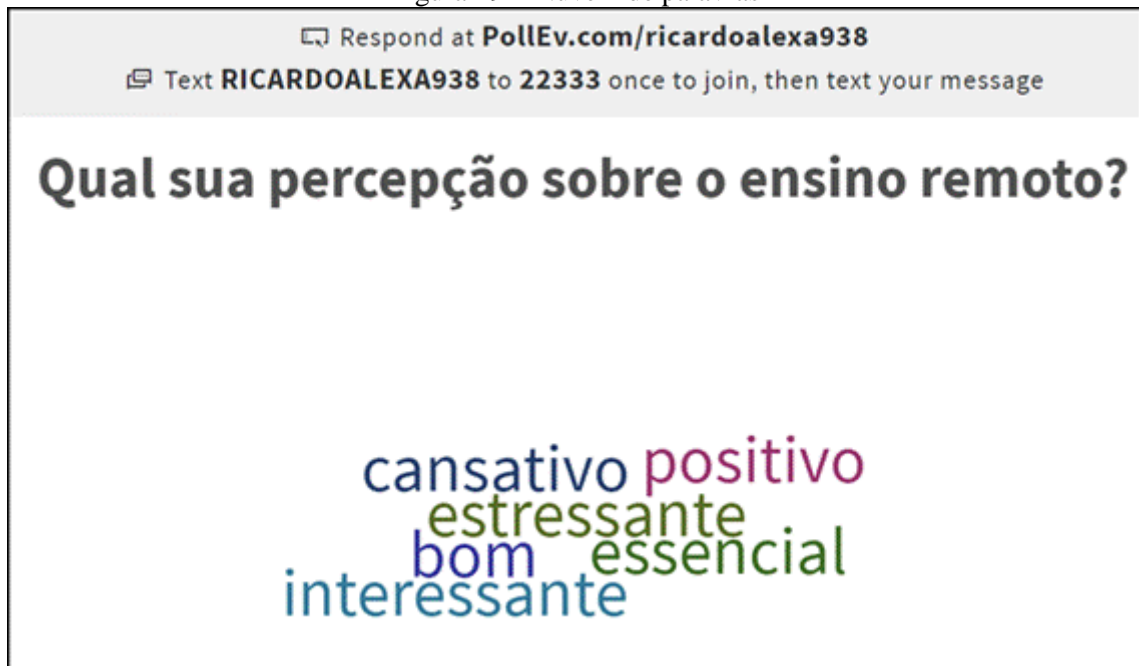 Respond at PollEv.com/ricardoalexa938
Text RICARDOALEXA938 to 22333 once to join, then text your message
Qual sua percepção sobre o ensino remoto?
cansativo positivo
estressante
bom essencial
interessante